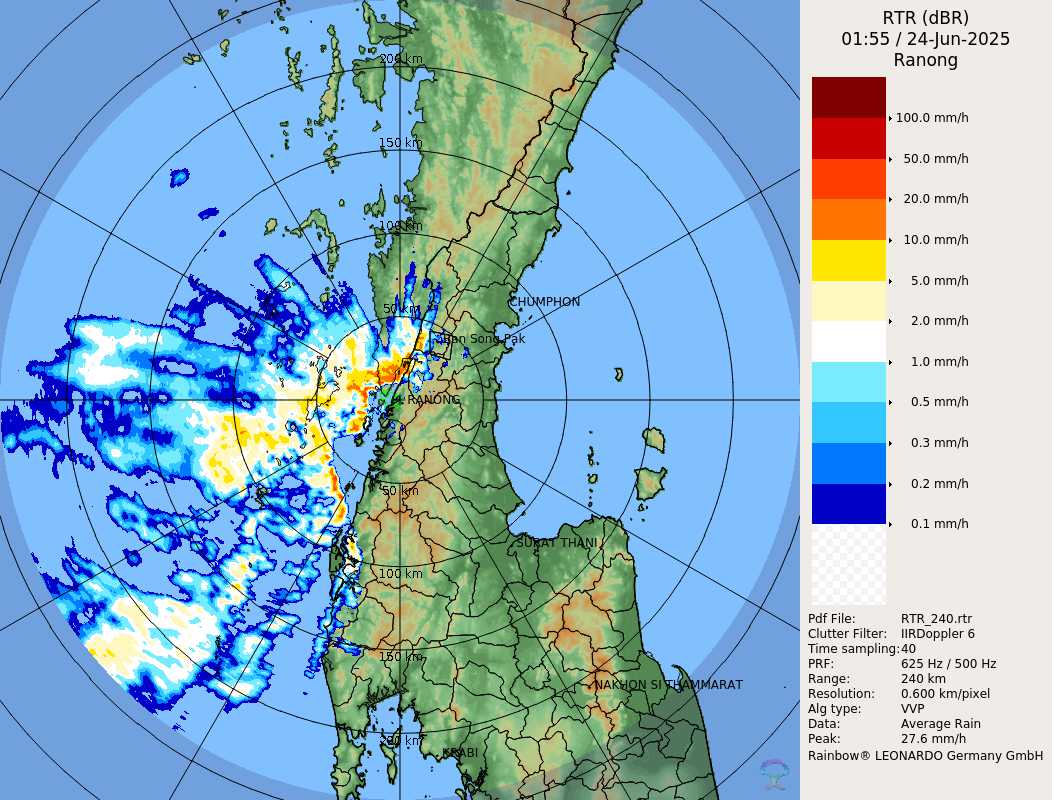 RTR (dBR)
01:55 / 24-Jun-2025
Ranong
100.0 mm/h
50.0 mm/h
20.0 mm/h
10.0 mm/h
5.0 mm/h
2.0 mm/h
1.0 mm/h
0.5 mm/h
0.3 mm/h
0.2 mm/h
0.1 mm/h
Pdf File: RTR_240.rtr
Clutter Filter: IIRDoppler 6
Time sampling:40
PRF: 625 Hz / 500 Hz
Range: 240 km
Resolution: 0.600 km/pixel
Alg type: VVP
Data: Average Rain
Peak: 27.6 mm/h
Rainbow® LEONARDO Germany GmbH
200 km
150 km
100 km
CHUMPHON
50 km
Ban Song Pak
RANONG
50 km
SURAT THANI
100 km
150 km
NAKHON SI THAMMARAT
200 km
KRABI